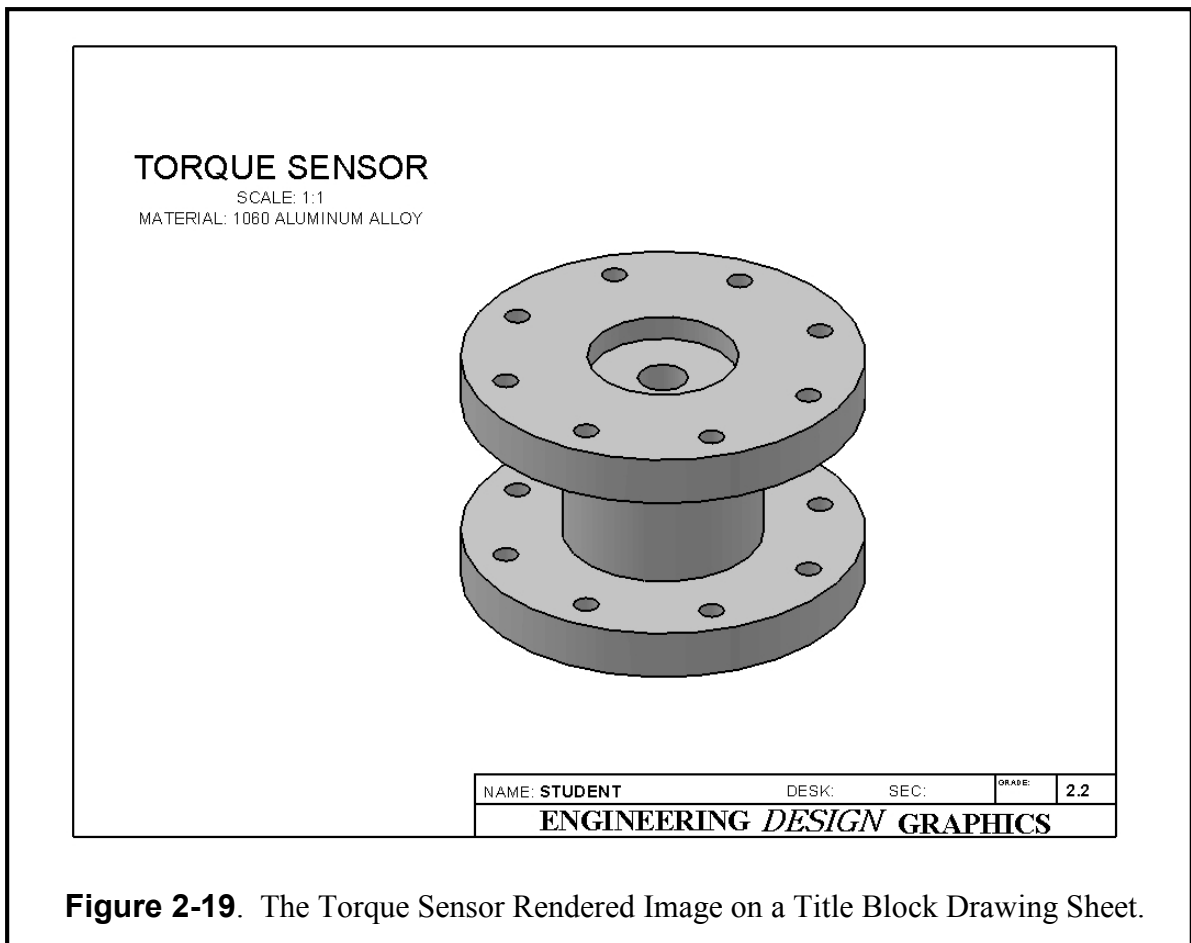 TORQUE SENSOR
SCALE: 1:1
MATERIAL: 1060 ALUMINUM ALLOY
NAME: STUDENT DESK: SEC: GRADE: 2.2
ENGINEERING DESIGN GRAPHICS
Figure 2-19. The Torque Sensor Rendered Image on a Title Block Drawing Sheet.